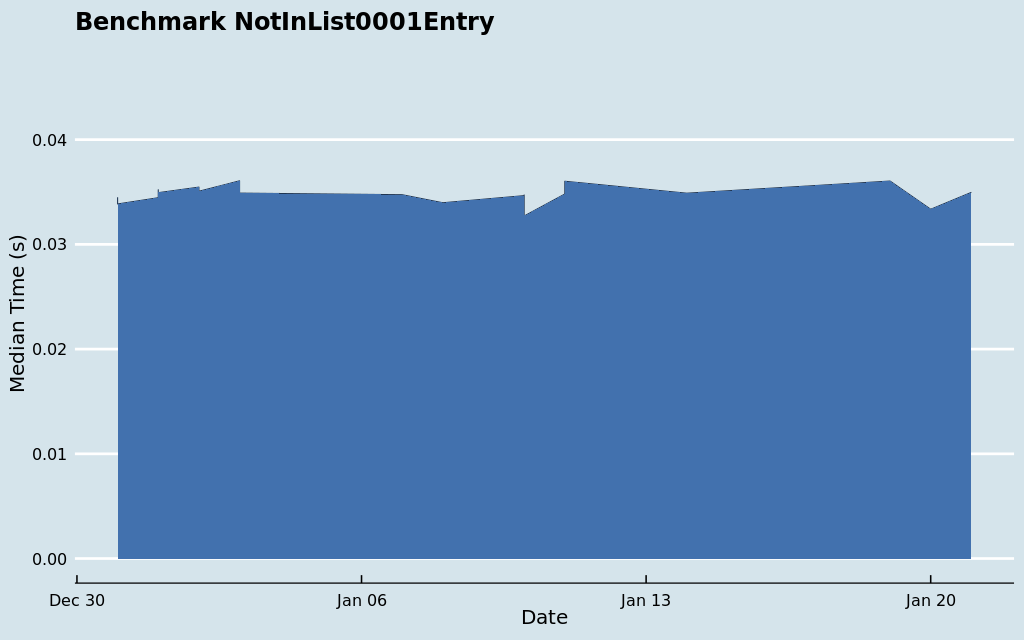 Benchmark NotInList0001Entry
0.04
0.03
0.02
0.01
0.00
Median Time (s)
Dec 30 Jan 06 Jan 13 Jan 20
Date